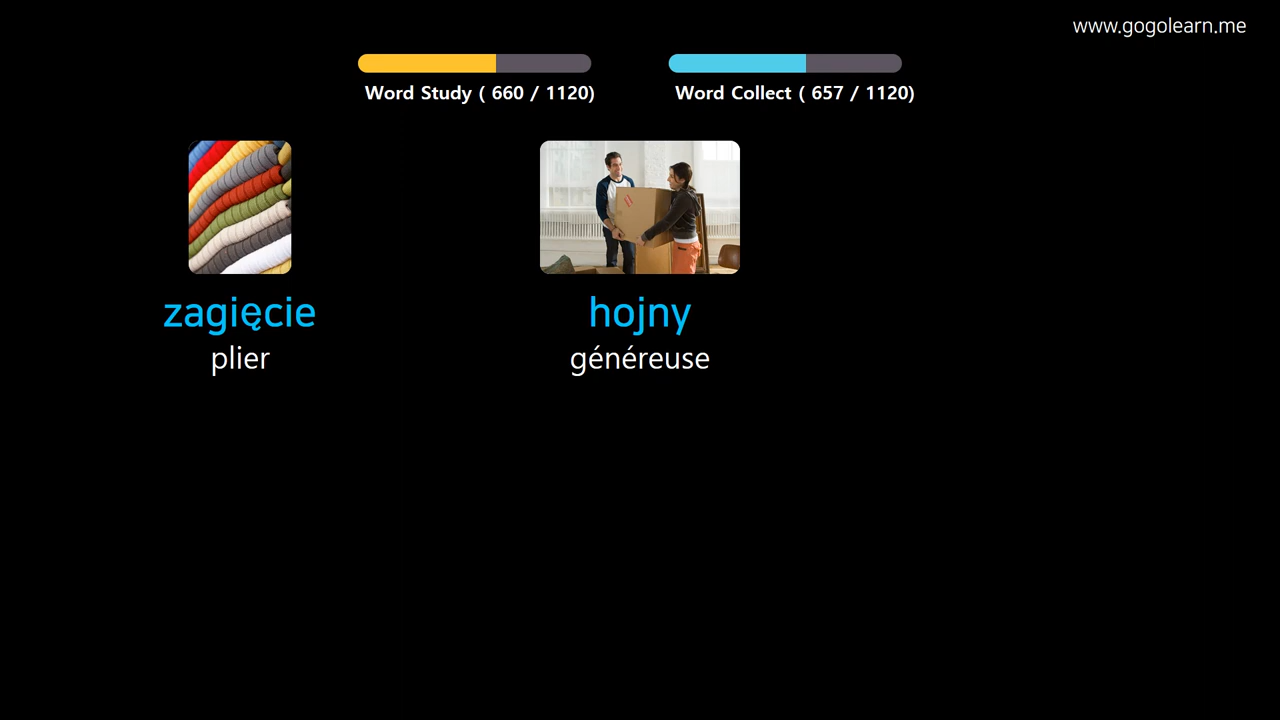 www.gogolearn.me
Word Study ( 660 / 1120)
Word Collect ( 657 / 1120)
zagięcie
plier
hojny
généreuse